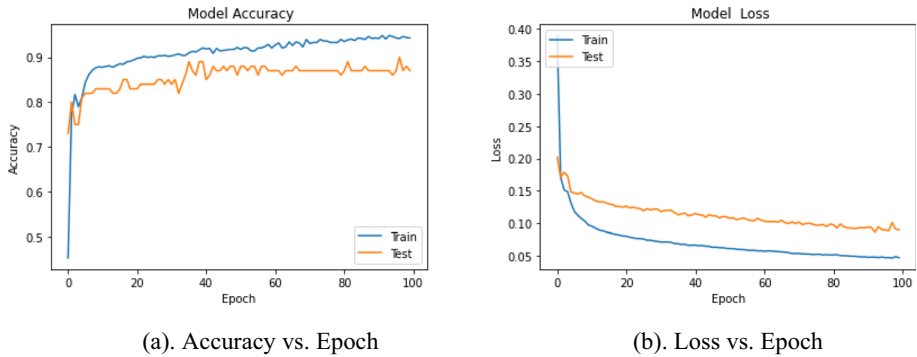 Model Accuracy
0.9
0.8
0.7
0.6
0.5
Accuracy
Train
Test
0 20 40 60 80 100
Epoch
(a). Accuracy vs. Epoch
Model  Loss
Train
Test
0.40
0.35
0.30
0.25
0.20
0.15
0.10
0.05
Loss
0 20 40 60 80 100
Epoch
(b). Loss vs. Epoch